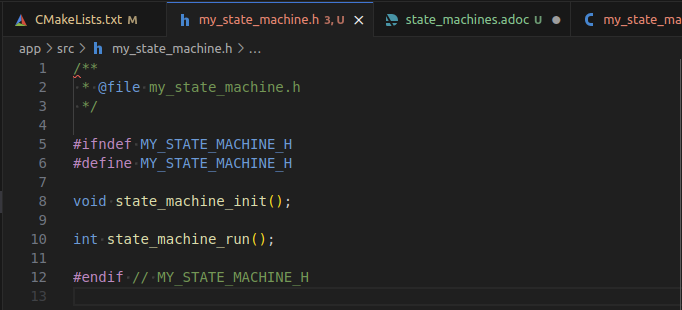 CMakeLists.txt M my_state_machine.h 3, U × state_machines.adoc U ● my_state_ma
app > src > h my_state_machine.h > ...
1 /**
2  * @file my_state_machine.h
3  */
4
5 #ifndef MY_STATE_MACHINE_H
6 #define MY_STATE_MACHINE_H
7
8 void state_machine_init();
9
10 int state_machine_run();
11
12 #endif // MY_STATE_MACHINE_H
13